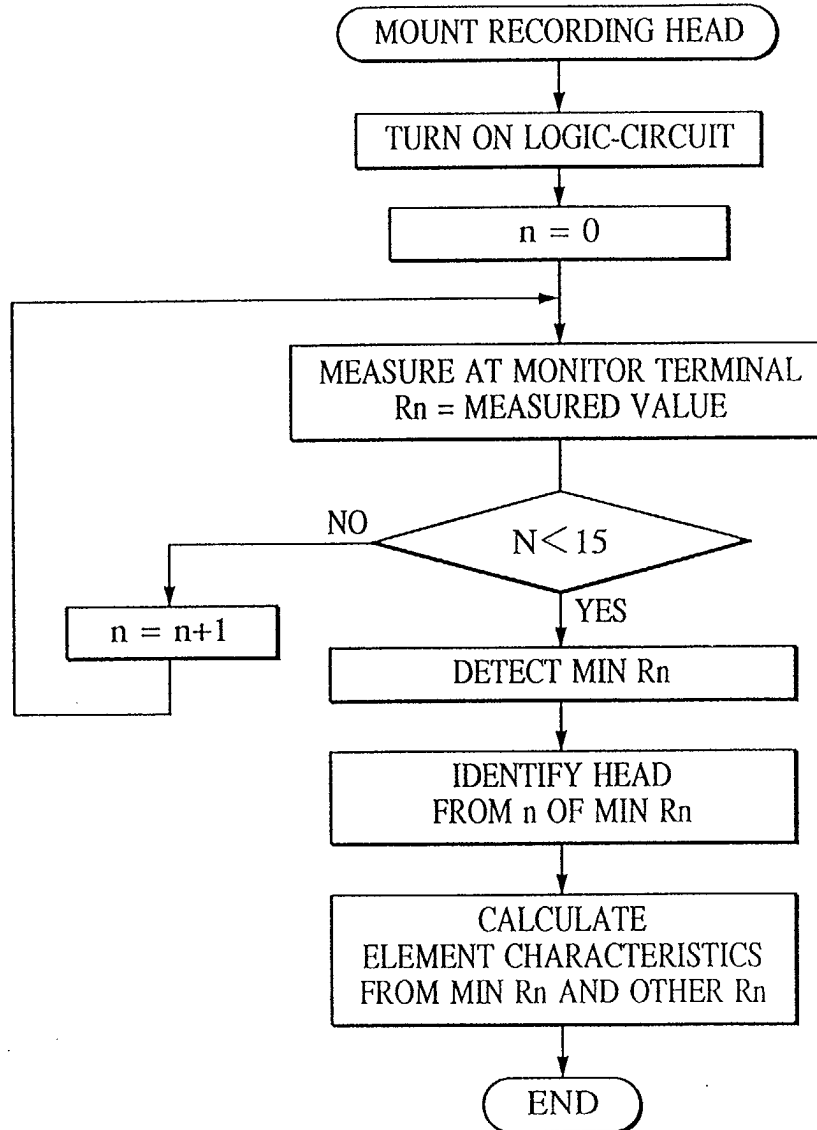 MOUNT RECORDING HEAD
TURN ON LOGIC-CIRCUIT
n = 0
MEASURE AT MONITOR TERMINAL
Rn = MEASURED VALUE
N<15
NO
n = n+1
YES
DETECT MIN Rn
IDENTIFY HEAD
FROM n OF MIN Rn
CALCULATE
ELEMENT CHARACTERISTICS
FROM MIN Rn AND OTHER Rn
END